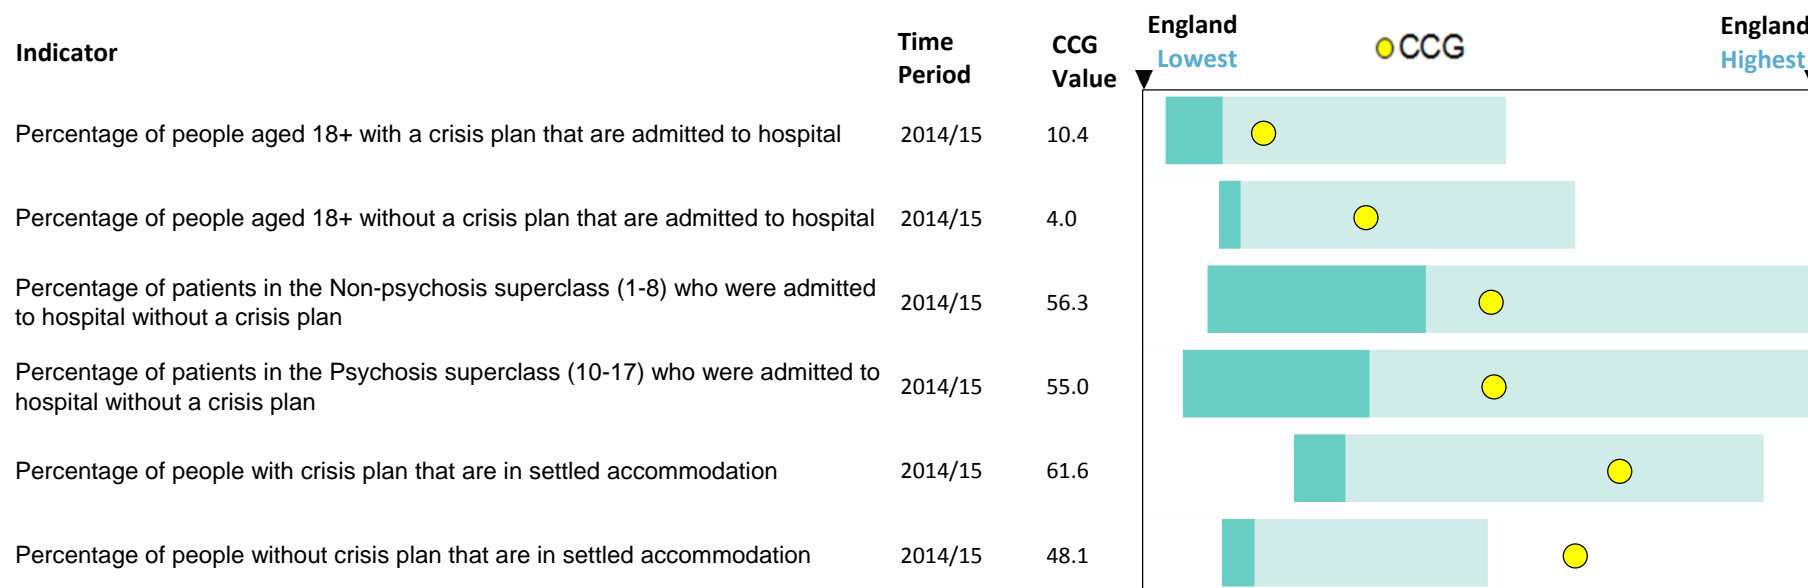 Indicator
Time Period
CCG Value
England Lowest
CCG
England Highest
Percentage of people aged 18+ with a crisis plan that are admitted to hospital 2014/15 10.4
Percentage of people aged 18+ without a crisis plan that are admitted to hospital 2014/15 4.0
Percentage of patients in the Non-psychosis superclass (1-8) who were admitted
to hospital without a crisis plan 2014/15 56.3
Percentage of patients in the Psychosis superclass (10-17) who were admitted to
hospital without a crisis plan 2014/15 55.0
Percentage of people with crisis plan that are in settled accommodation 2014/15 61.6
Percentage of people without crisis plan that are in settled accommodation 2014/15 48.1